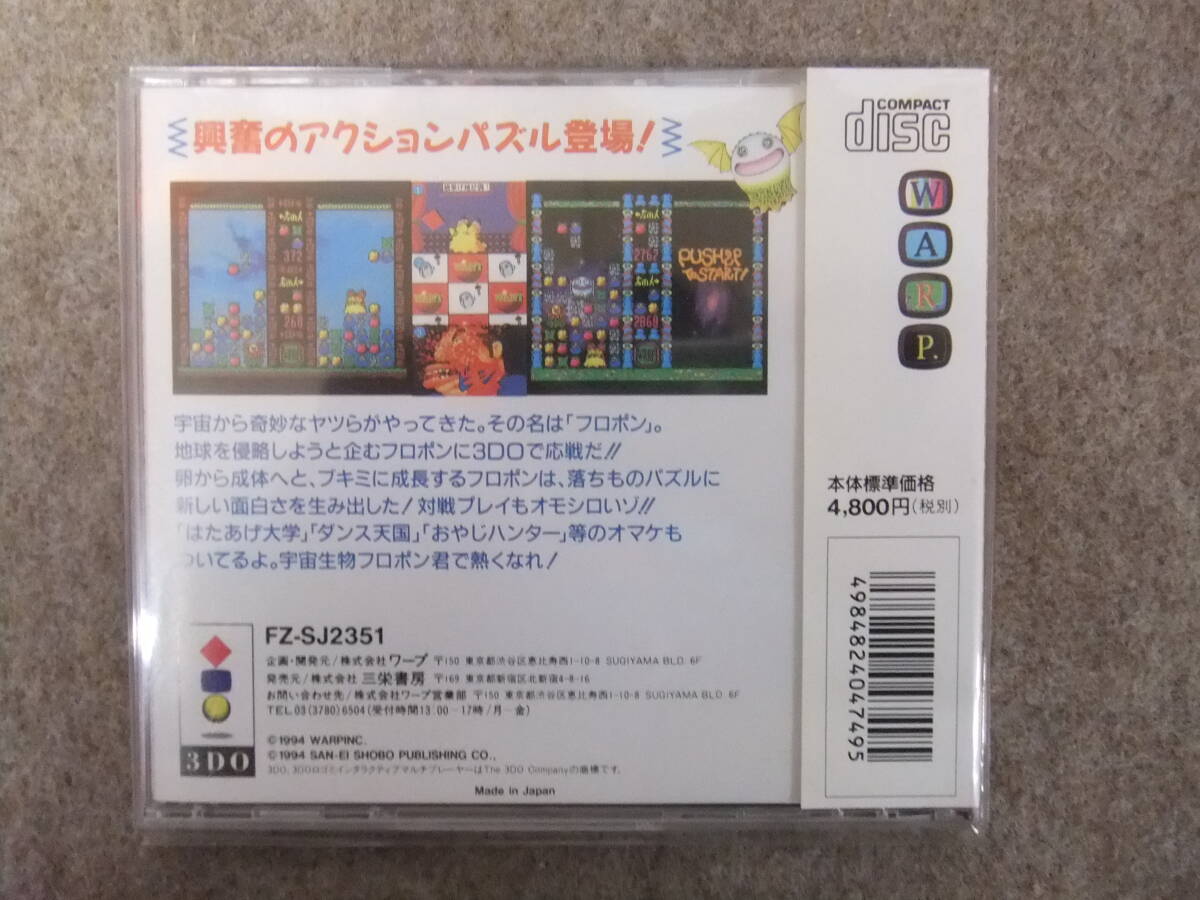 興奮のアクションパズル登場!
372
260
2762
2860
PUSH
To START!
宇宙から奇妙なヤツらがやってきた。その名は「フロポン」。
地球を侵略しようと企むフロポンに3DOで応戦だ!!
卵から成体へと、ブキミに成長するフロポンは、落ちものパズルに
新しい面白さを生み出した!対戦プレイもオモシロいゾ!!
「はたあげ大学」「ダンス天国」「おやじハンター」等のオマケも
ついてるよ。宇宙生物フロポン君で熱くなれ!
3DO
FZ-SJ2351
企画・開発元/株式会社ワープ 〒150 東京都渋谷区恵比寿西1-10-8 SUGIYAMA BLD. 6F
発売元/株式会社 三栄書房 〒169 東京都新宿区北新宿4-8-16
お問い合わせ先/株式会社ワープ営業部 〒150 東京都渋谷区恵比寿西1-10-8 SUGIYAMA BLD. 6F
TEL.03(3780)6504(受付時間13:00-17時/月-金)
©1994 WARPINC.
©1994 SAN-EI SHOBO PUBLISHING CO.,
3DO、3DOロゴとインタラクティブマルチプレーヤーはThe 3DO Companyの商標です。
Made in Japan
COMPACT
disc
W
A
R
P.
本体標準価格
4,800円(税別)
4984824047495